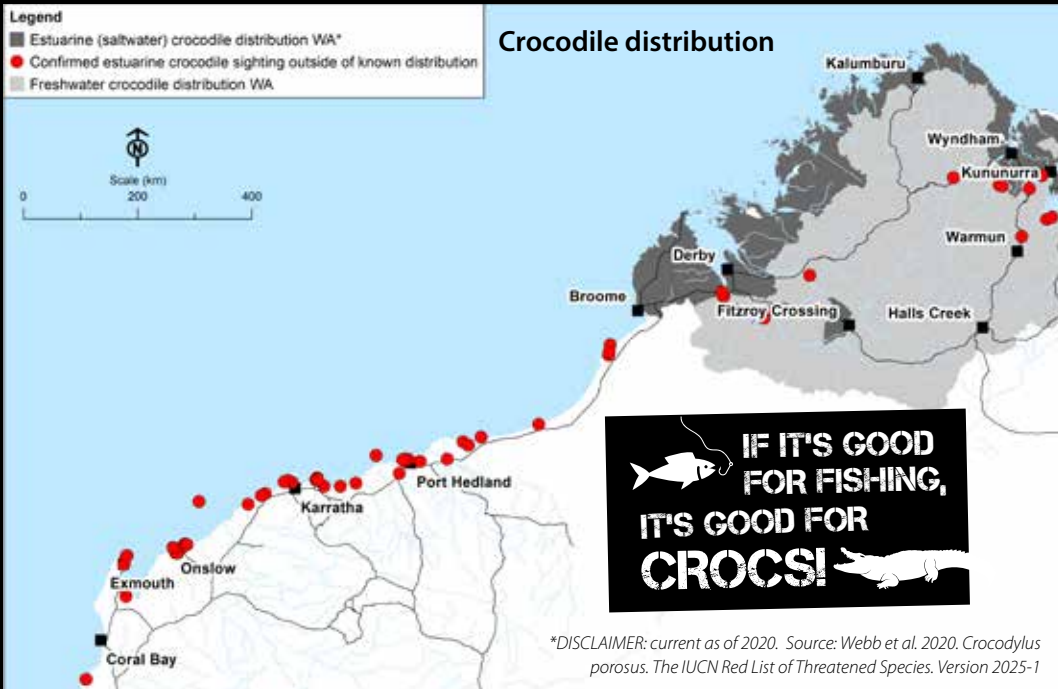 Legend
Estuarine (saltwater) crocodile distribution WA*
Confirmed estuarine crocodile sighting outside of known distribution
Freshwater crocodile distribution WA
Crocodile distribution
N
Scale (km)
0 200 400
Kalumburu
Wyndham
Kununurra
Warmun
Derby
Broome
Fitzroy Crossing
Halls Creek
Port Hedland
Karratha
Onslow
Exmouth
Coral Bay
IF IT'S GOOD
FOR FISHING,
IT'S GOOD FOR
CROCS!
*DISCLAIMER: current as of 2020. Source: Webb et al. 2020. Crocodylus
porosus. The IUCN Red List of Threatened Species. Version 2025-1